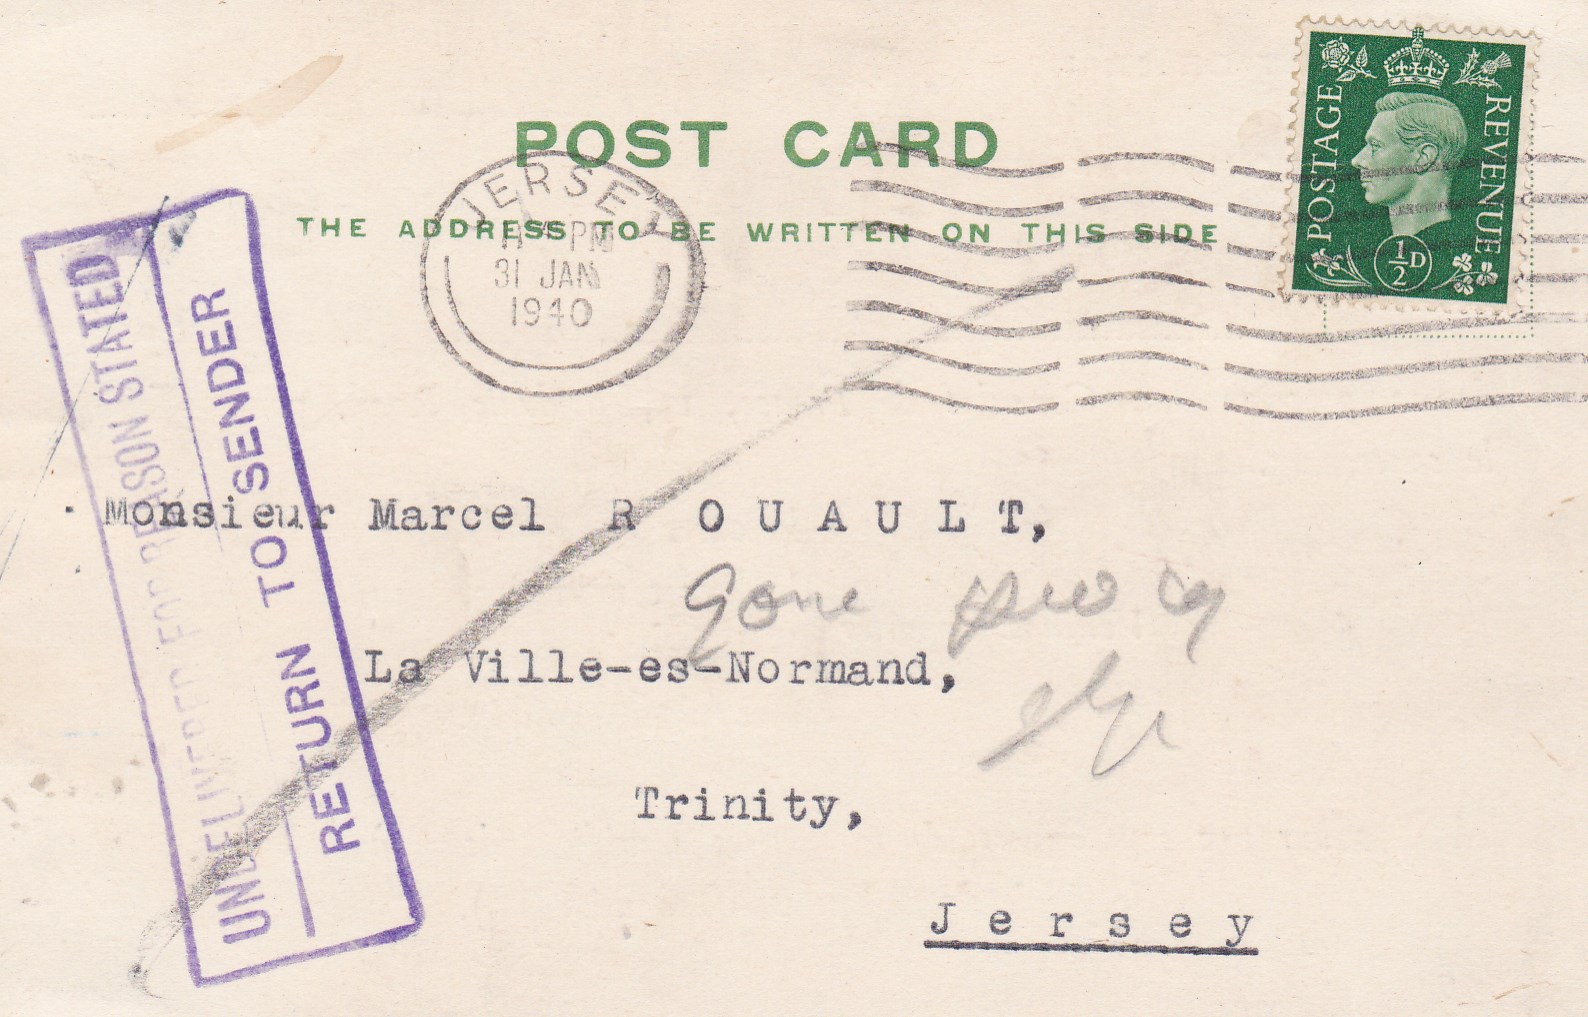 POST CARD
THE ADDRESS TO BE WRITTEN ON THIS SIDE
POSTAGE
REVENUE
½D
JERSEY
PM
31 JAN
1940
UNDELIVERED FOR REASON STATED
RETURN TO SENDER
Monsieur Marcel R O U A U L T,
Gone away
La Ville-es-Normand,
Trinity,
Jersey